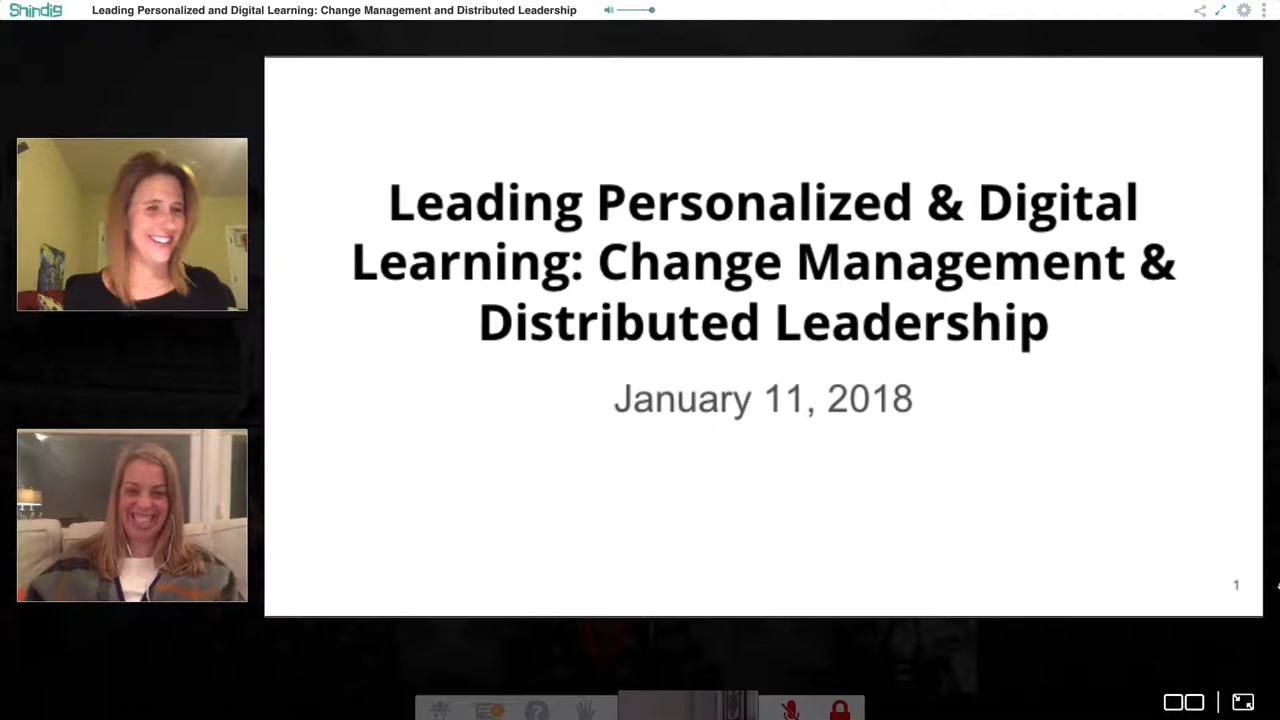 Shindig
Leading Personalized and Digital Learning: Change Management and Distributed Leadership
Leading Personalized & Digital
Learning: Change Management &
Distributed Leadership
January 11, 2018
1